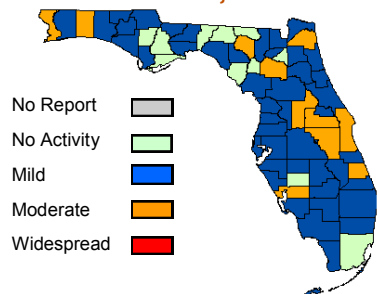 No Report
No Activity
Mild
Moderate
Widespread